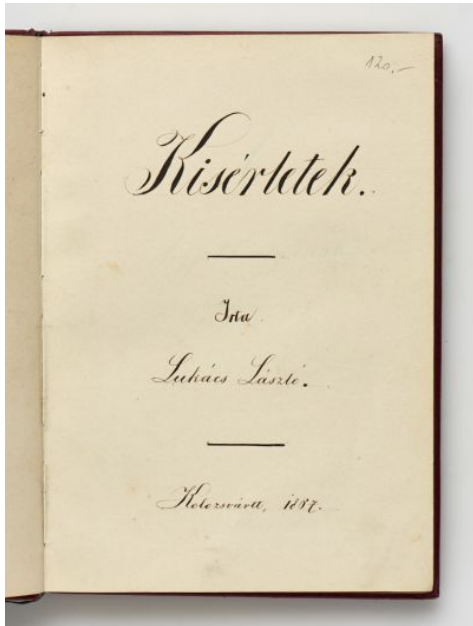 120.-
Kisérletek.
Irta
Lukács László.
Kolozsvártt, 1887.